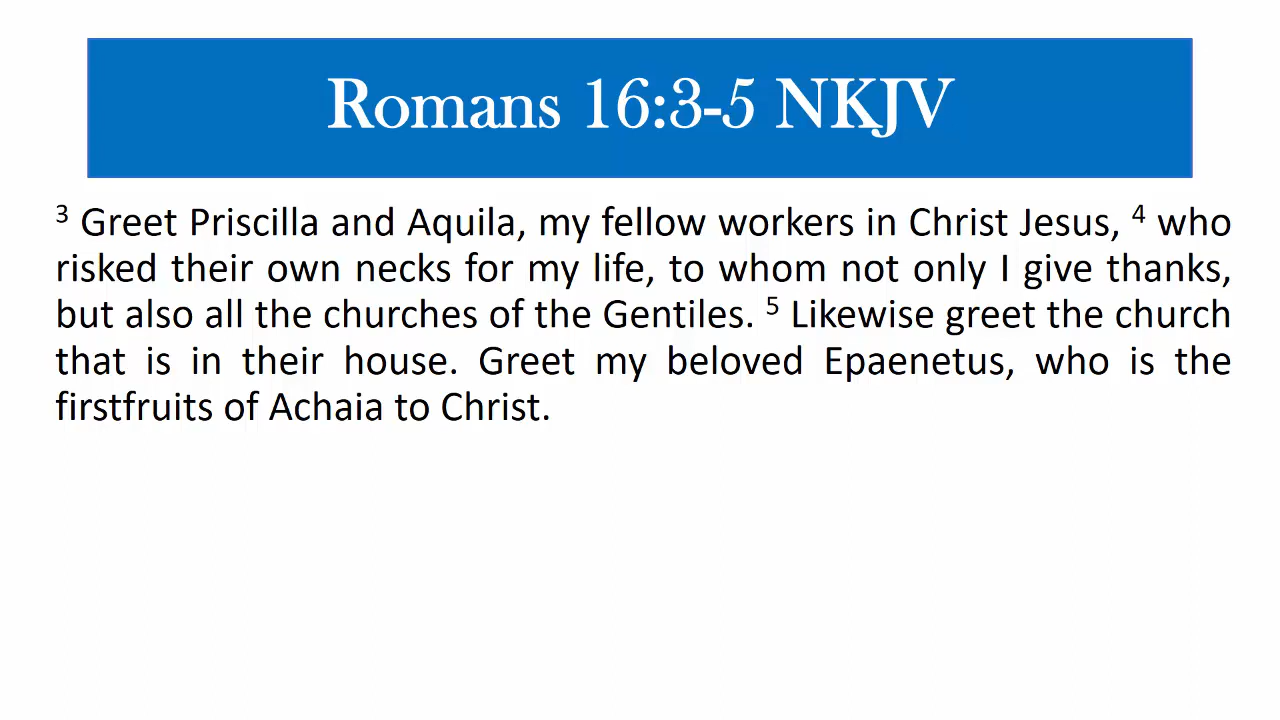 Romans 16:3-5 NKJV
3 Greet Priscilla and Aquila, my fellow workers in Christ Jesus, 4 who
risked their own necks for my life, to whom not only I give thanks,
but also all the churches of the Gentiles. 5 Likewise greet the church
that is in their house. Greet my beloved Epaenetus, who is the
firstfruits of Achaia to Christ.